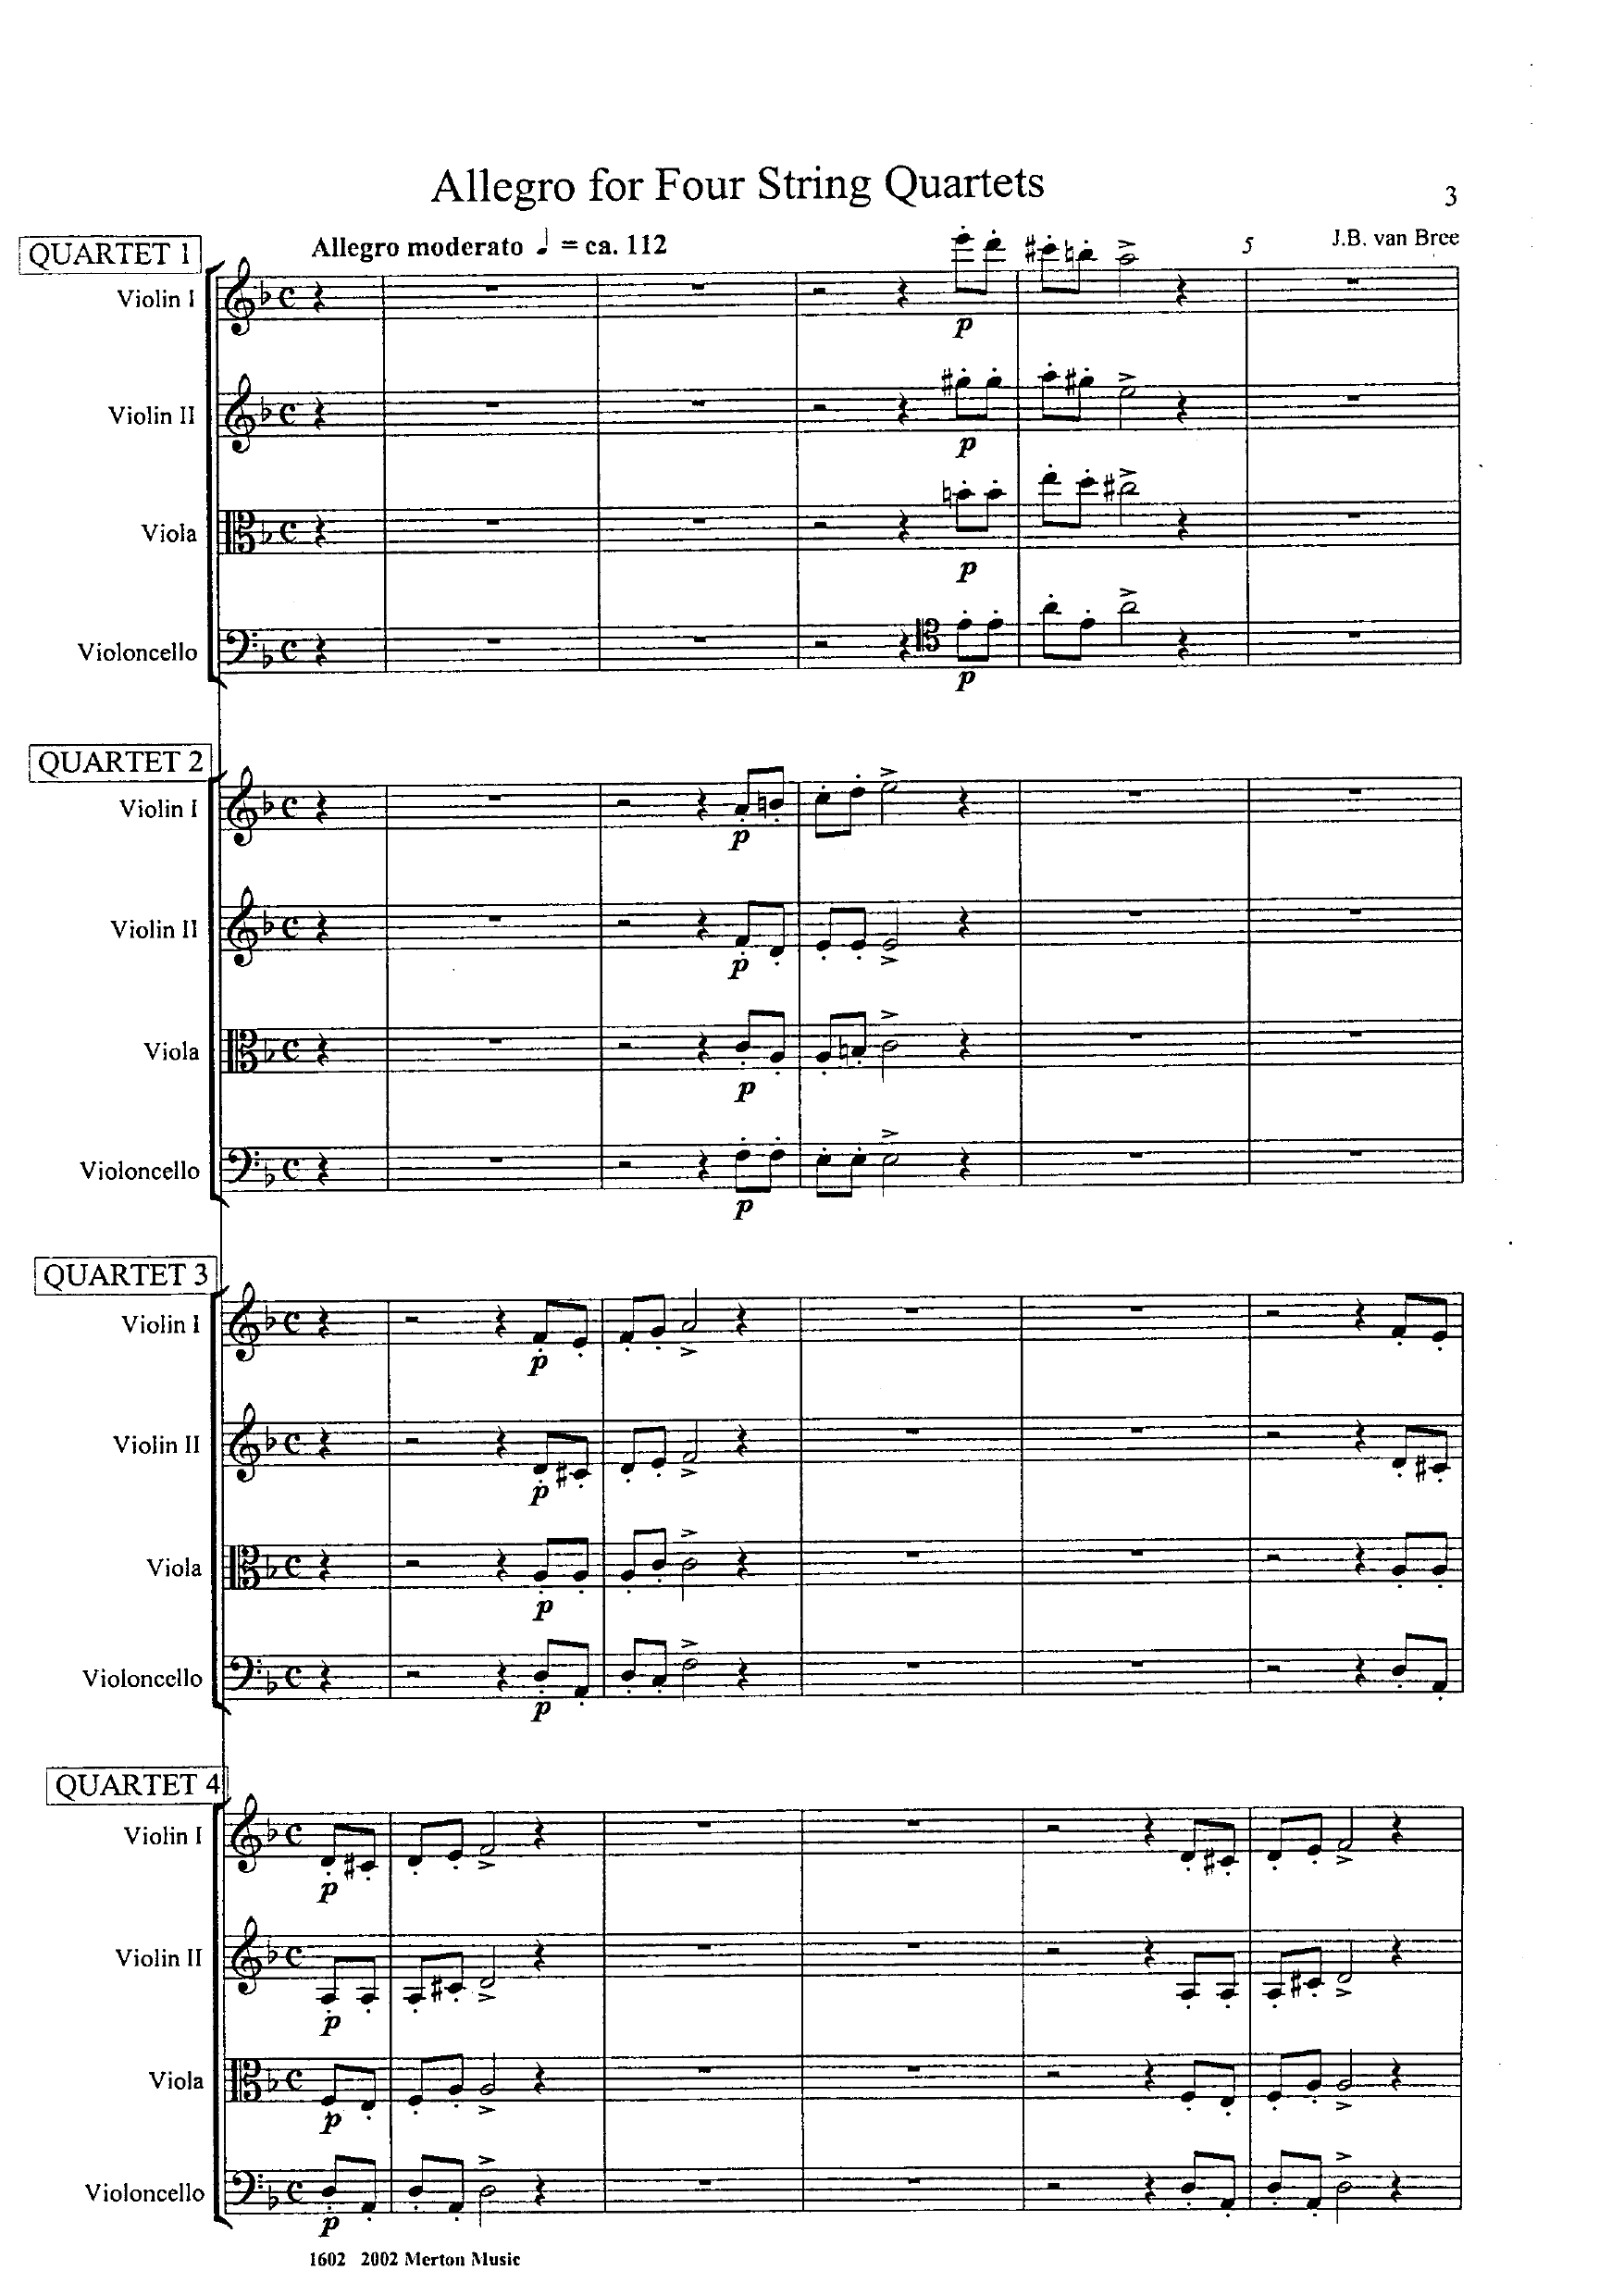 Allegro for Four String Quartets
3
QUARTET 1
Allegro moderato ♩ = ca. 112
5
J.B. van Bree
Violin I
p
Violin II
p
Viola
p
Violoncello
p
QUARTET 2
Violin I
p
Violin II
p
Viola
p
Violoncello
p
QUARTET 3
Violin I
p
Violin II
p
Viola
p
Violoncello
p
QUARTET 4
Violin I
p
Violin II
p
Viola
p
Violoncello
p
1602 2002 Merton Music